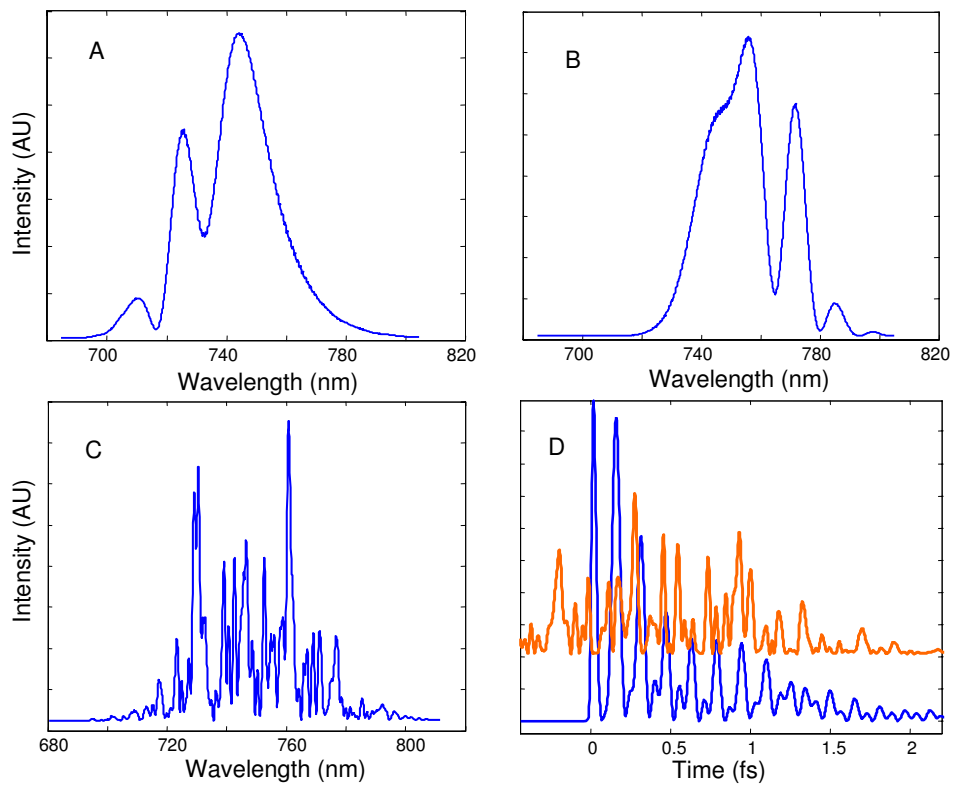 A
Intensity (AU)
700 740 780 820
Wavelength (nm)
B
700 740 780 820
Wavelength (nm)
C
Intensity (AU)
680 720 760 800
Wavelength (nm)
D
0 0.5 1 1.5 2
Time (fs)